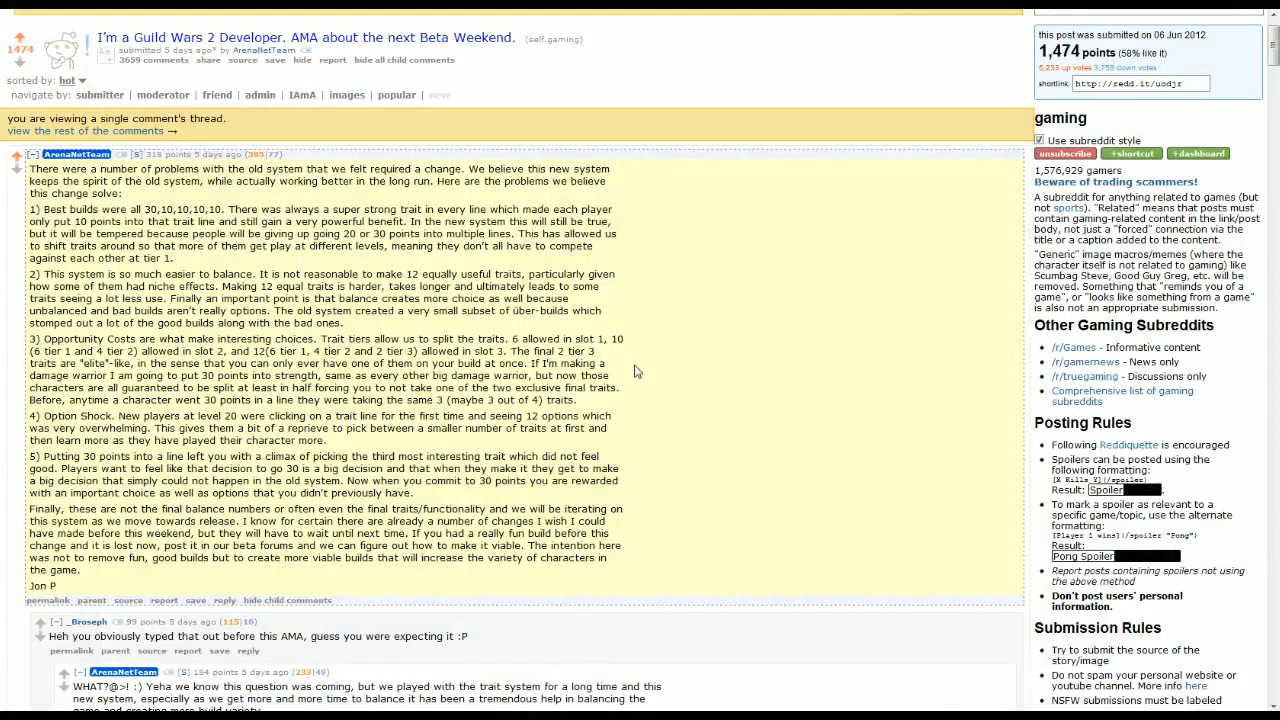 I'm a Guild Wars 2 Developer. AMA about the next Beta Weekend. (self.gaming)
1474
submitted 5 days ago* by ArenaNetTeam
3659 comments share source save hide report hide all child comments
sorted by: hot
navigate by: submitter | moderator | friend | admin | IAmA | images | popular | new
you are viewing a single comment's thread.
view the rest of the comments →
[-] ArenaNetTeam [S] 318 points 5 days ago (395|77)
There were a number of problems with the old system that we felt required a change. We believe this new system
keeps the spirit of the old system, while actually working better in the long run. Here are the problems we believe
this change solve:
1) Best builds were all 30,10,10,10,10. There was always a super strong trait in every line which made each player
only put 10 points into that trait line and still gain a very powerful benefit. In the new system this will still be true,
but it will be tempered because people will be giving up going 20 or 30 points into multiple lines. This has allowed us
to shift traits around so that more of them get play at different levels, meaning they don't all have to compete
against each other at tier 1.
2) This system is so much easier to balance. It is not reasonable to make 12 equally useful traits, particularly given
how some of them had niche effects. Making 12 equal traits is harder, takes longer and ultimately leads to some
traits seeing a lot less use. Finally an important point is that balance creates more choice as well because
unbalanced and bad builds aren't really options. The old system created a very small subset of über-builds which
stomped out a lot of the good builds along with the bad ones.
3) Opportunity Costs are what make interesting choices. Trait tiers allow us to split the traits. 6 allowed in slot 1, 10
(6 tier 1 and 4 tier 2) allowed in slot 2, and 12(6 tier 1, 4 tier 2 and 2 tier 3) allowed in slot 3. The final 2 tier 3
traits are "elite"-like, in the sense that you can only ever have one of them on your build at once. If I'm making a
damage warrior I am going to put 30 points into strength, same as every other big damage warrior, but now those
characters are all guaranteed to be split at least in half forcing you to not take one of the two exclusive final traits.
Before, anytime a character went 30 points in a line they were taking the same 3 (maybe 3 out of 4) traits.
4) Option Shock. New players at level 20 were clicking on a trait line for the first time and seeing 12 options which
was very overwhelming. This gives them a bit of a reprieve to pick between a smaller number of traits at first and
then learn more as they have played their character more.
5) Putting 30 points into a line left you with a climax of picking the third most interesting trait which did not feel
good. Players want to feel like that decision to go 30 is a big decision and that when they make it they get to make
a big decision that simply could not happen in the old system. Now when you commit to 30 points you are rewarded
with an important choice as well as options that you didn't previously have.
Finally, these are not the final balance numbers or often even the final traits/functionality and we will be iterating on
this system as we move towards release. I know for certain there are already a number of changes I wish I could
have made before this weekend, but they will have to wait until next time. If you had a really fun build before this
change and it is lost now, post it in our beta forums and we can figure out how to make it viable. The intention here
was not to remove fun, good builds but to create more viable builds that will increase the variety of characters in
the game.
Jon P
permalink parent source report save reply hide child comments
[-] _Broseph 99 points 5 days ago (115|16)
Heh you obviously typed that out before this AMA, guess you were expecting it :P
permalink parent source report save reply
[-] ArenaNetTeam [S] 184 points 5 days ago (233|49)
WHAT?@>! :) Yeha we know this question was coming, but we played with the trait system for a long time and this
new system, especially as we get more and more time to balance it has been a tremendous help in balancing the
game and creating more build variety.
this post was submitted on 06 Jun 2012
1,474 points (58% like it)
5,233 up votes 3,759 down votes
shortlink: http://redd.it/uodjr
gaming
Use subreddit style
unsubscribe +shortcut +dashboard
1,576,929 gamers
Beware of trading scammers!
A subreddit for anything related to games (but
not sports). "Related" means that posts must
contain gaming-related content in the link/post
body, not just a "forced" connection via the
title or a caption added to the content.
"Generic" image macros/memes (where the
character itself is not related to gaming) like
Scumbag Steve, Good Guy Greg, etc. will be
removed. Something that "reminds you of a
game", or "looks like something from a game"
is also not an appropriate submission.
Other Gaming Subreddits
/r/Games - Informative content
/r/gamernews - News only
/r/truegaming - Discussions only
Comprehensive list of gaming
subreddits
Posting Rules
Following Reddiquette is encouraged
Spoilers can be posted using the
following formatting:
[X Kills Y](/spoiler)
Result: Spoiler
To mark a spoiler as relevant to a
specific game/topic, use the alternate
formatting:
[Player 1 wins](/spoiler "Pong")
Result:
Pong Spoiler
Report posts containing spoilers not using
the above method
Don't post users' personal
information.
Submission Rules
Try to submit the source of the
story/image
Do not spam your personal website or
youtube channel. More info here
NSFW submissions must be labeled